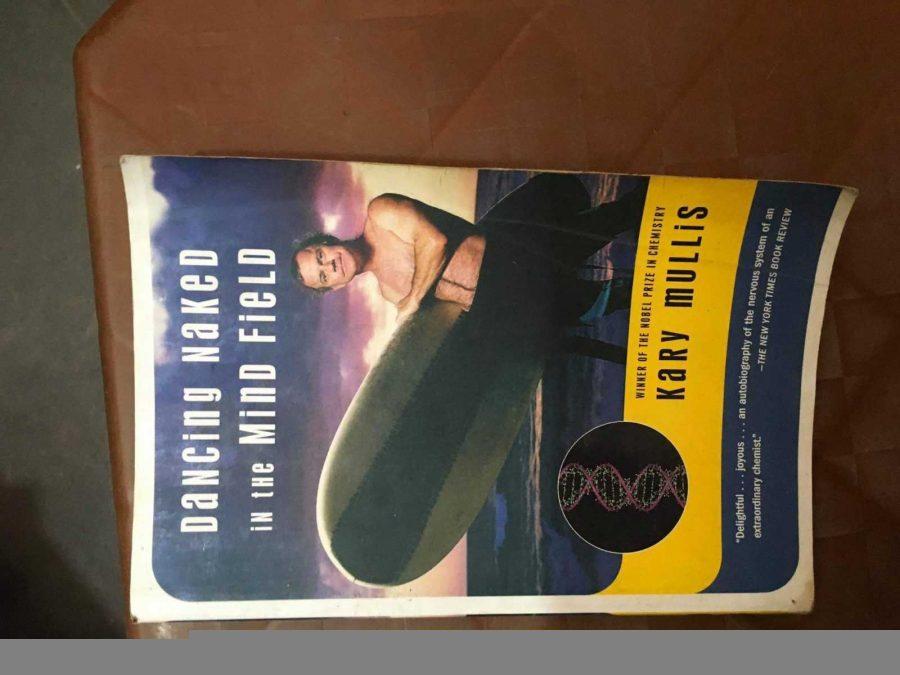 DaNCing NakeD
iN tHe MiND FieLD
WINNER OF THE NOBEL PRIZE IN CHEMISTRY
KaRy muLLiS
"Delightful . . . joyous . . . an autobiography of the nervous system of an
extraordinary chemist."
—THE NEW YORK TIMES BOOK REVIEW